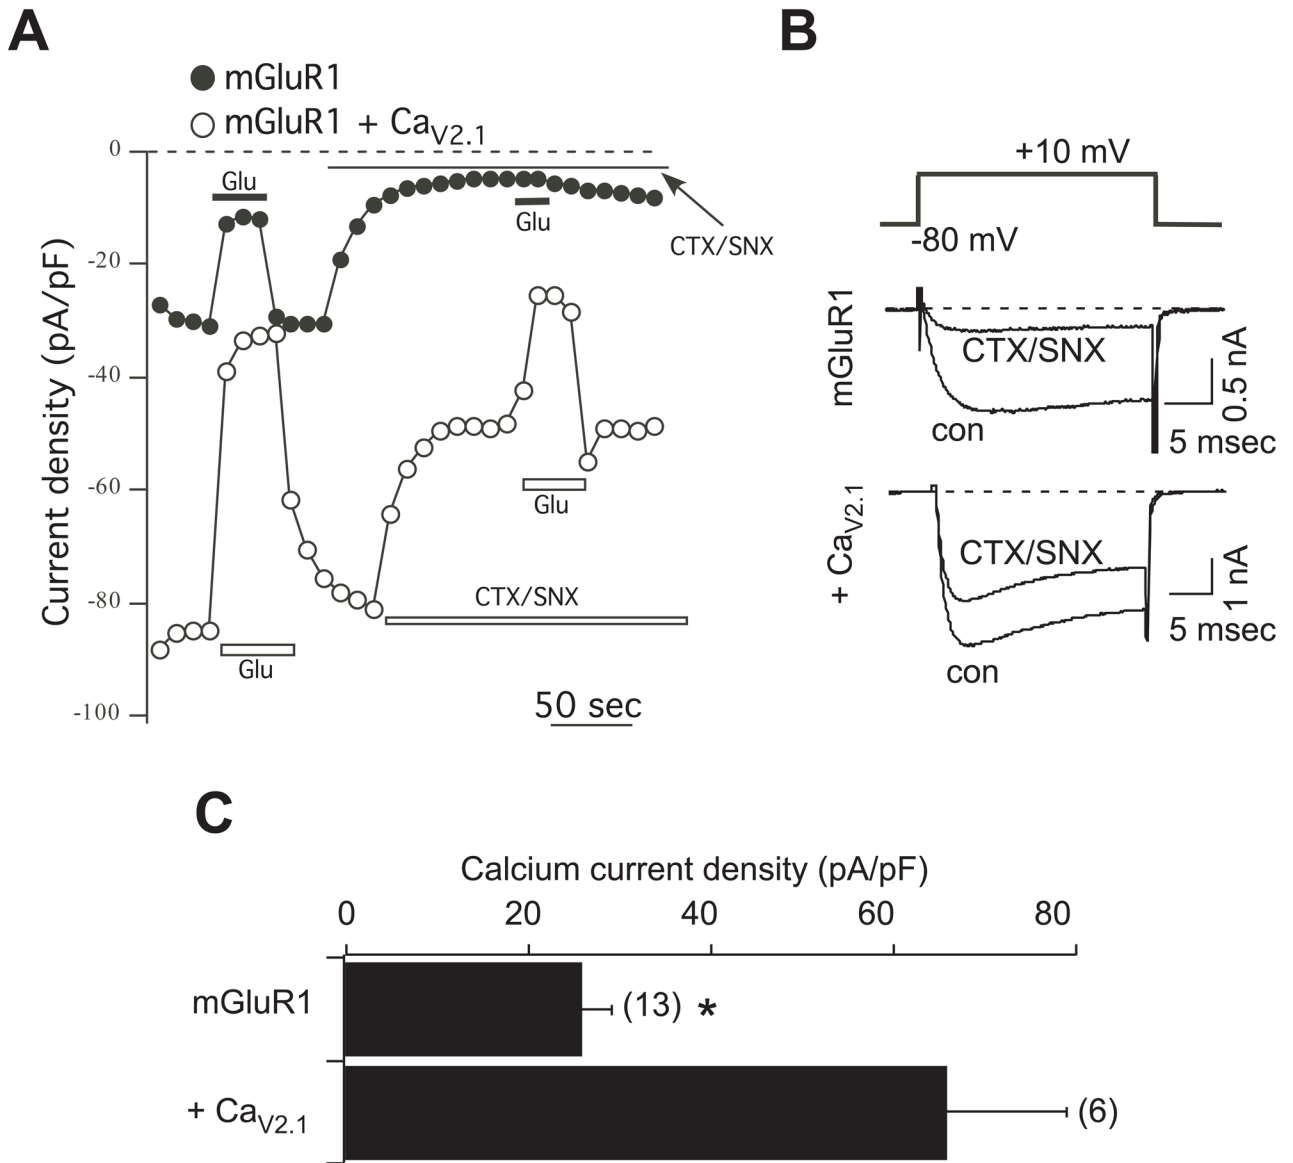 A
mGluR1
mGluR1 + CaV2.1
0
-20
-40
-60
-80
-100
Current density (pA/pF)
Glu
Glu
CTX/SNX
Glu
CTX/SNX
Glu
50 sec
B
+10 mV
-80 mV
mGluR1
CTX/SNX
con
0.5 nA
5 msec
+ CaV2.1
CTX/SNX
con
1 nA
5 msec
C
Calcium current density (pA/pF)
0 20 40 60 80
mGluR1 (13) *
+ CaV2.1 (6)